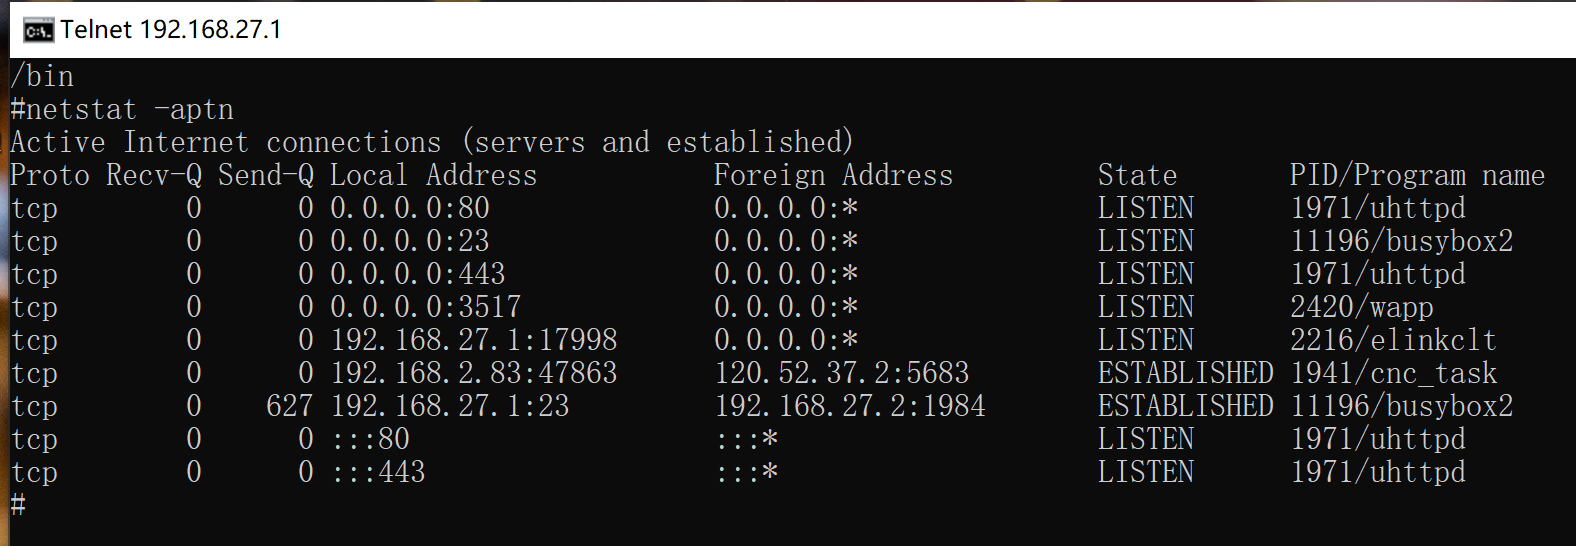 Telnet 192.168.27.1
/bin
#netstat -aptn
Active Internet connections (servers and established)
Proto Recv-Q Send-Q Local Address           Foreign Address         State       PID/Program name
tcp        0      0 0.0.0.0:80              0.0.0.0:*               LISTEN      1971/uhttpd
tcp        0      0 0.0.0.0:23              0.0.0.0:*               LISTEN      11196/busybox2
tcp        0      0 0.0.0.0:443             0.0.0.0:*               LISTEN      1971/uhttpd
tcp        0      0 0.0.0.0:3517            0.0.0.0:*               LISTEN      2420/wapp
tcp        0      0 192.168.27.1:17998      0.0.0.0:*               LISTEN      2216/elinkclt
tcp        0      0 192.168.2.83:47863      120.52.37.2:5683        ESTABLISHED 1941/cnc_task
tcp        0    627 192.168.27.1:23         192.168.27.2:1984       ESTABLISHED 11196/busybox2
tcp        0      0 :::80                   :::*                    LISTEN      1971/uhttpd
tcp        0      0 :::443                  :::*                    LISTEN      1971/uhttpd
#